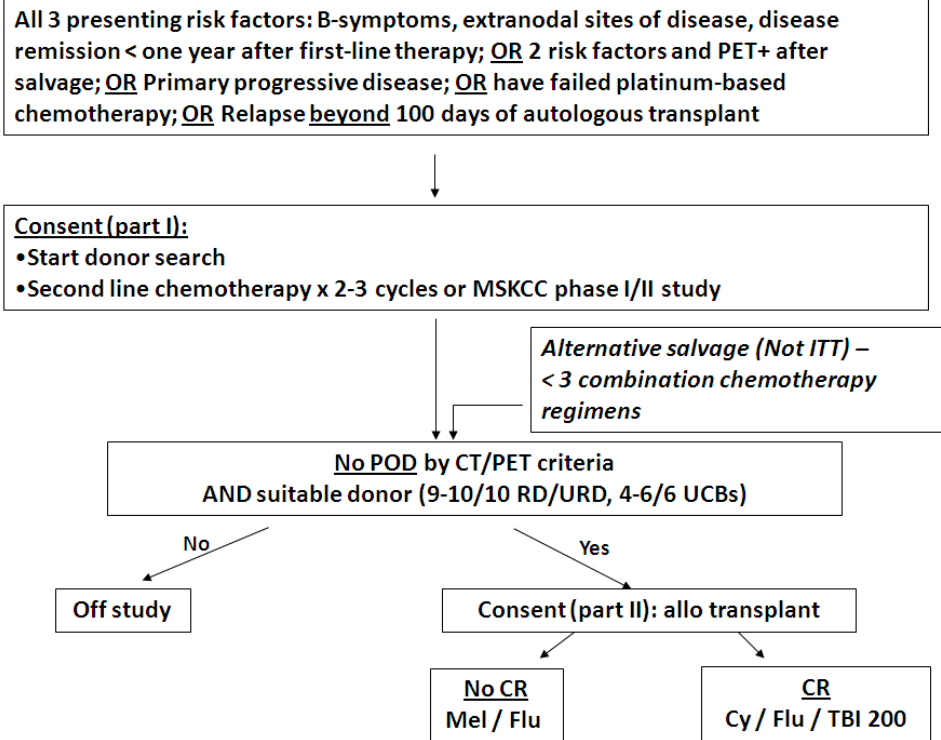 All 3 presenting risk factors: B-symptoms, extranodal sites of disease, disease
remission < one year after first-line therapy; OR 2 risk factors and PET+ after
salvage; OR Primary progressive disease; OR have failed platinum-based
chemotherapy; OR Relapse beyond 100 days of autologous transplant
Consent (part I):
•Start donor search
•Second line chemotherapy x 2-3 cycles or MSKCC phase I/II study
Alternative salvage (Not ITT) –
< 3 combination chemotherapy
regimens
No POD by CT/PET criteria
AND suitable donor (9-10/10 RD/URD, 4-6/6 UCBs)
No
Yes
Off study
Consent (part II): allo transplant
No CR
Mel / Flu
CR
Cy / Flu / TBI 200